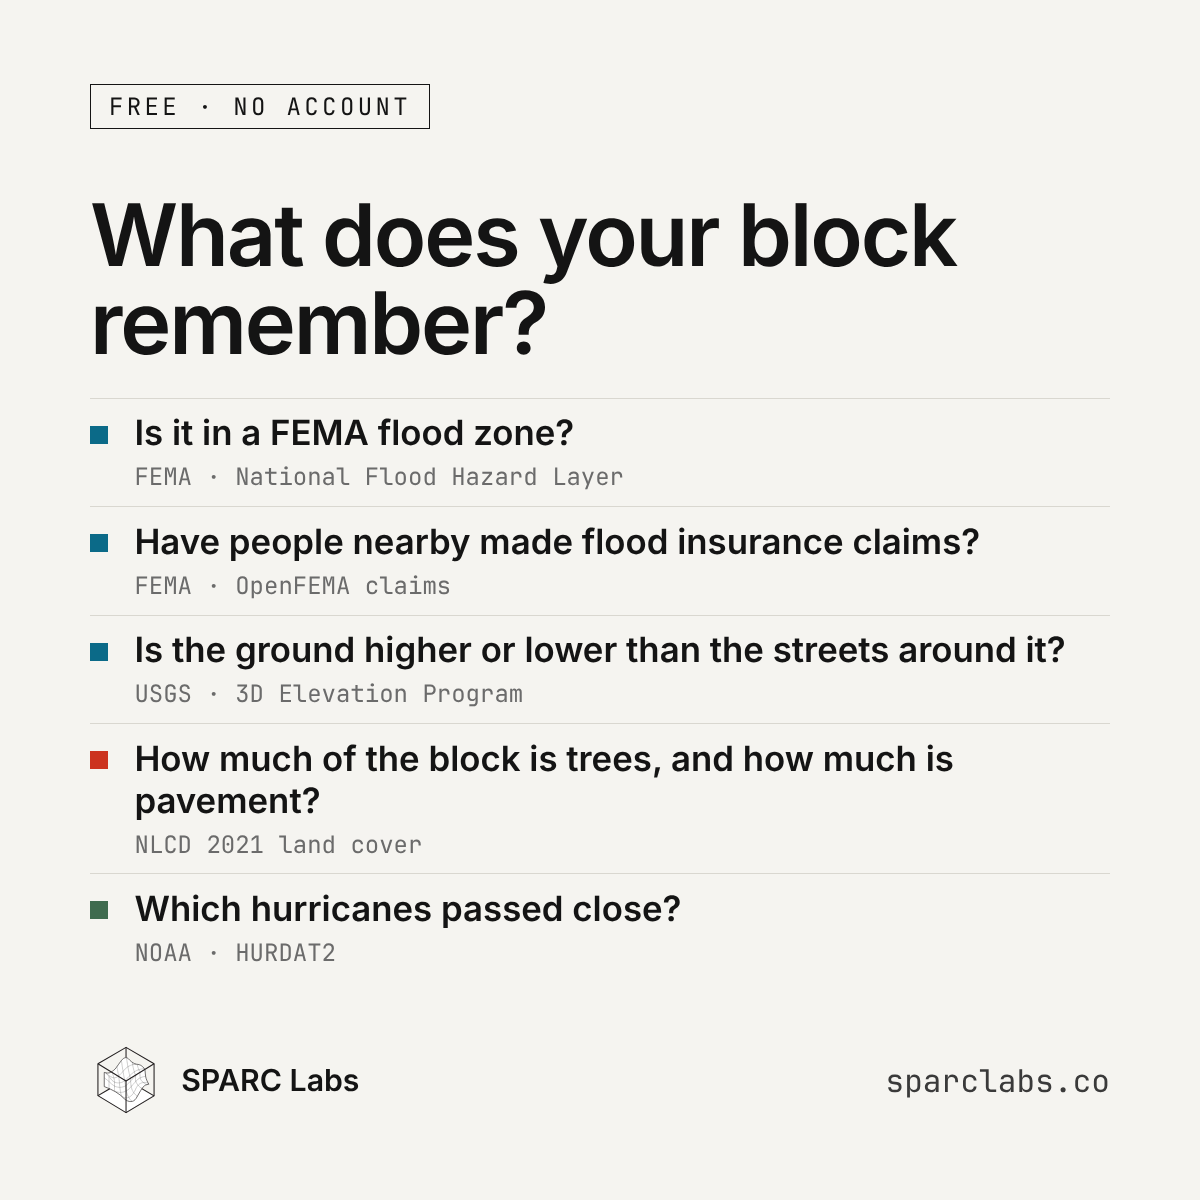 FREE · NO ACCOUNT
What does your block
remember?
Is it in a FEMA flood zone?
FEMA · National Flood Hazard Layer
Have people nearby made flood insurance claims?
FEMA · OpenFEMA claims
Is the ground higher or lower than the streets around it?
USGS · 3D Elevation Program
How much of the block is trees, and how much is
pavement?
NLCD 2021 land cover
Which hurricanes passed close?
NOAA · HURDAT2
SPARC Labs
sparclabs.co